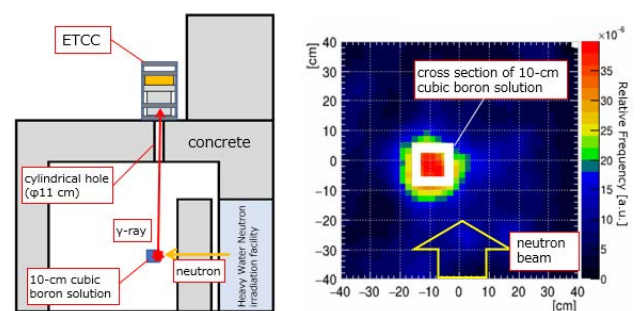 ETCC
concrete
cylindrical hole
(φ11 cm)
γ-ray
neutron
10-cm cubic
boron solution
Heavy Water Neutron
irradiation facility
[cm]
40
30
20
10
0
−10
−20
−30
−40
−40 −30 −20 −10 0 10 20 30 40
[cm]
cross section of 10-cm
cubic boron solution
neutron
beam
×10⁻⁶
40
35
30
25
20
15
10
5
0
Relative Frequency [a.u.]